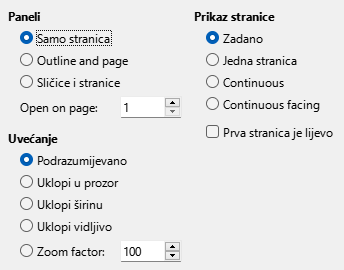 Paneli
Samo stranica
Outline and page
Sličice i stranice
Open on page: 1
Uvećanje
Podrazumijevano
Uklopi u prozor
Uklopi širinu
Uklopi vidljivo
Zoom factor: 100
Prikaz stranice
Zadano
Jedna stranica
Continuous
Continuous facing
Prva stranica je lijevo